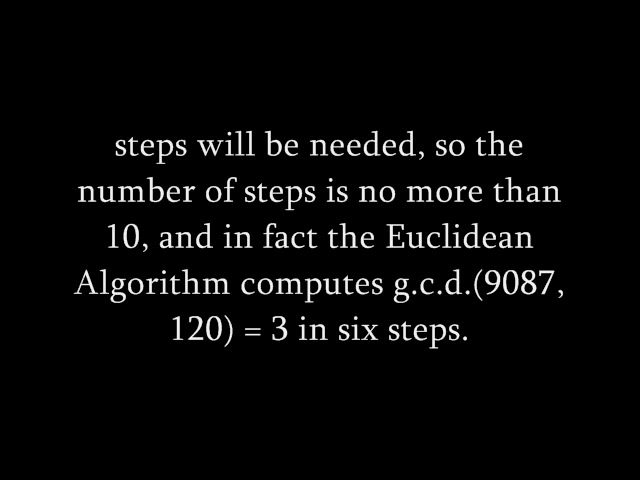 steps will be needed, so the
number of steps is no more than
10, and in fact the Euclidean
Algorithm computes g.c.d.(9087,
120) = 3 in six steps.